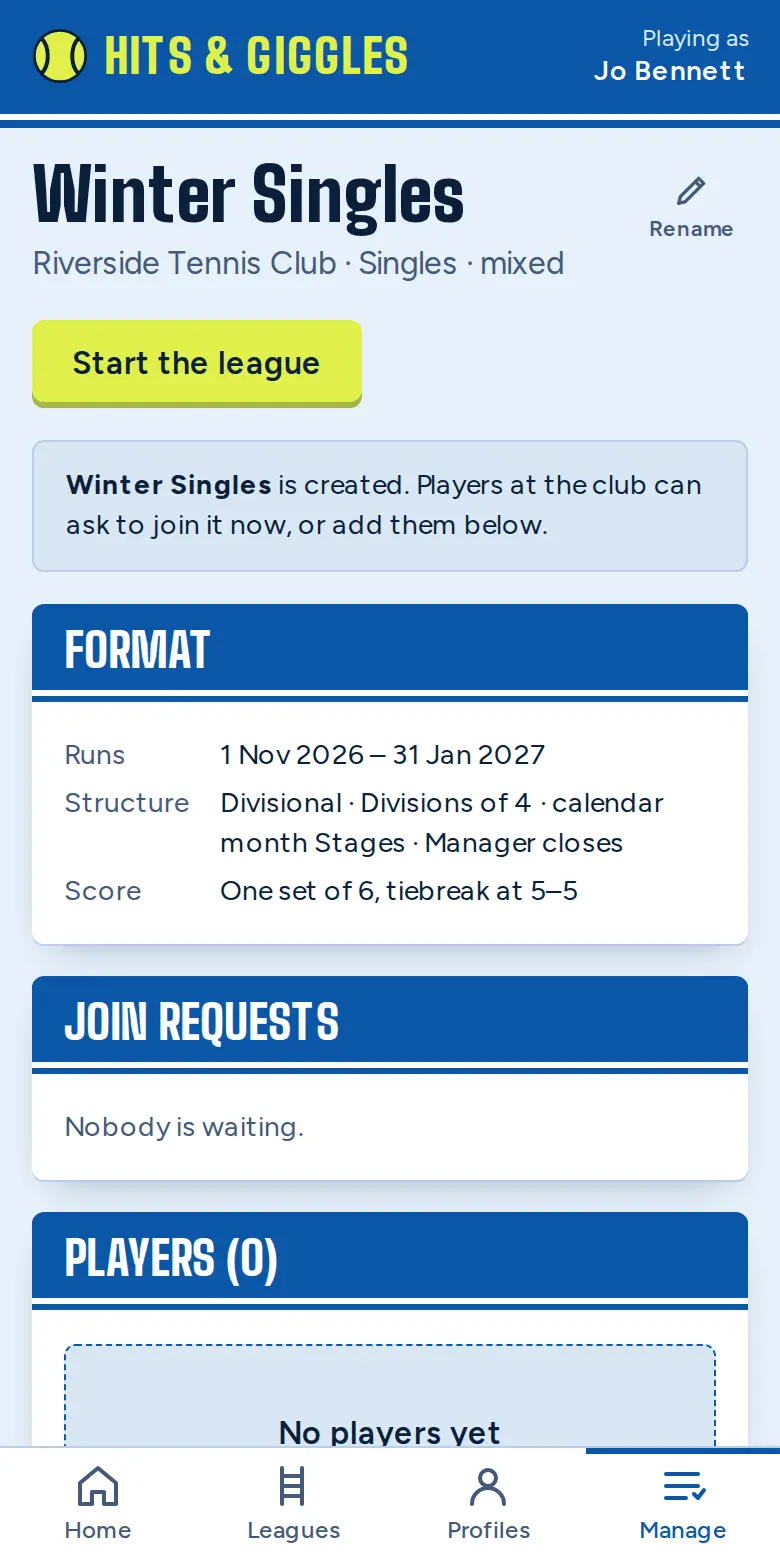 HITS & GIGGLES
Playing as
Jo Bennett
Winter Singles
Rename
Riverside Tennis Club · Singles · mixed
Start the league
Winter Singles is created. Players at the club can
ask to join it now, or add them below.
FORMAT
Runs 1 Nov 2026 – 31 Jan 2027
Structure Divisional · Divisions of 4 · calendar
month Stages · Manager closes
Score One set of 6, tiebreak at 5–5
JOIN REQUESTS
Nobody is waiting.
PLAYERS (0)
No players yet
Home Leagues Profiles Manage